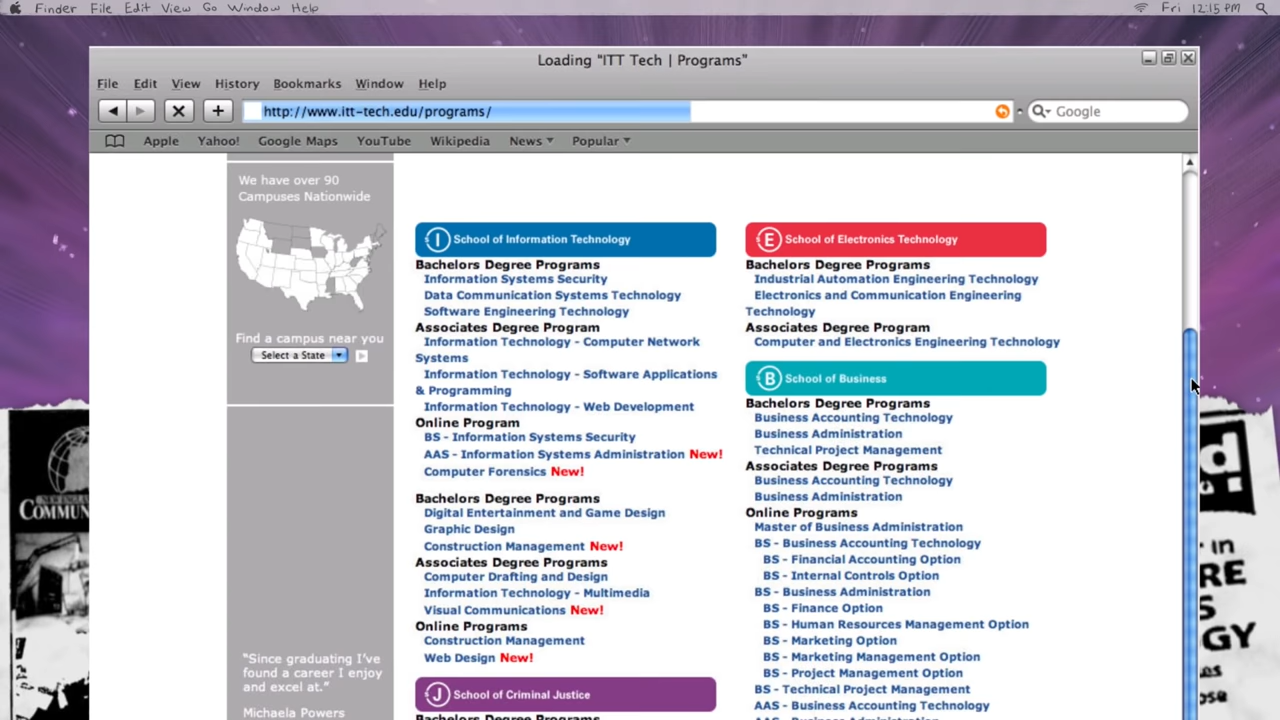 Finder File Edit View Go Window Help
Fri 12:15 PM
Loading "ITT Tech | Programs"
File Edit View History Bookmarks Window Help
http://www.itt-tech.edu/programs/
Google
Apple Yahoo! Google Maps YouTube Wikipedia News Popular
We have over 90
Campuses Nationwide
Find a campus near you
Select a State
"Since graduating I've
found a career I enjoy
and excel at."
Michaela Powers
I School of Information Technology
Bachelors Degree Programs
Information Systems Security
Data Communication Systems Technology
Software Engineering Technology
Associates Degree Program
Information Technology - Computer Network
Systems
Information Technology - Software Applications
& Programming
Information Technology - Web Development
Online Program
BS - Information Systems Security
AAS - Information Systems Administration New!
Computer Forensics New!
Bachelors Degree Programs
Digital Entertainment and Game Design
Graphic Design
Construction Management New!
Associates Degree Programs
Computer Drafting and Design
Information Technology - Multimedia
Visual Communications New!
Online Programs
Construction Management
Web Design New!
J School of Criminal Justice
Bachelors Degree Programs
E School of Electronics Technology
Bachelors Degree Programs
Industrial Automation Engineering Technology
Electronics and Communication Engineering
Technology
Associates Degree Program
Computer and Electronics Engineering Technology
B School of Business
Bachelors Degree Programs
Business Accounting Technology
Business Administration
Technical Project Management
Associates Degree Programs
Business Accounting Technology
Business Administration
Online Programs
Master of Business Administration
BS - Business Accounting Technology
BS - Financial Accounting Option
BS - Internal Controls Option
BS - Business Administration
BS - Finance Option
BS - Human Resources Management Option
BS - Marketing Option
BS - Marketing Management Option
BS - Project Management Option
BS - Technical Project Management
AAS - Business Accounting Technology
AAS - Business Administration
NEW ENGLAND
COMMUN
d
in
RE
S
GY